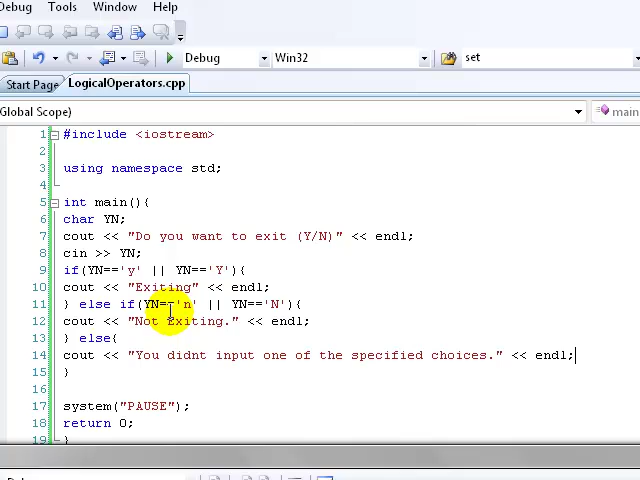 Debug Tools Window Help
Debug Win32 set
Start Page LogicalOperators.cpp
Global Scope) main
1 #include <iostream>
2
3 using namespace std;
4
5 int main(){
6 char YN;
7 cout << "Do you want to exit (Y/N)" << endl;
8 cin >> YN;
9 if(YN=='y' || YN=='Y'){
10 cout << "Exiting" << endl;
11 } else if(YN=='n' || YN=='N'){
12 cout << "Not Exiting." << endl;
13 } else{
14 cout << "You didnt input one of the specified choices." << endl;
15 }
16
17 system("PAUSE");
18 return 0;
19 }